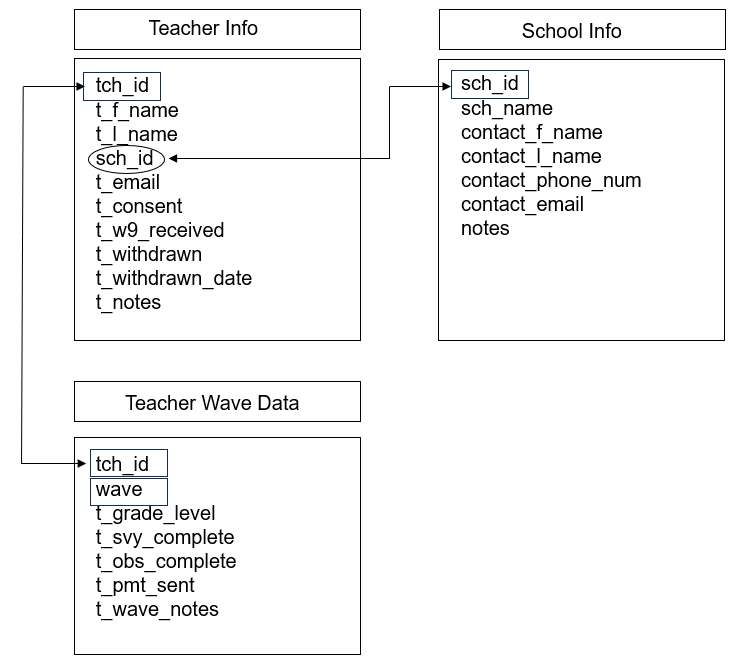 Teacher Info
tch_id
t_f_name
t_l_name
sch_id
t_email
t_consent
t_w9_received
t_withdrawn
t_withdrawn_date
t_notes
School Info
sch_id
sch_name
contact_f_name
contact_l_name
contact_phone_num
contact_email
notes
Teacher Wave Data
tch_id
wave
t_grade_level
t_svy_complete
t_obs_complete
t_pmt_sent
t_wave_notes